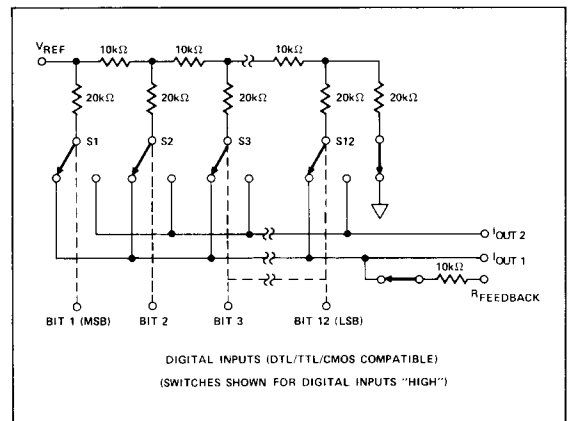 VREF 10kΩ 10kΩ 10kΩ
20kΩ 20kΩ 20kΩ 20kΩ 20kΩ
S1 S2 S3 S12
IOUT 2
IOUT 1
10kΩ
RFEEDBACK
BIT 1 (MSB) BIT 2 BIT 3 BIT 12 (LSB)
DIGITAL INPUTS (DTL/TTL/CMOS COMPATIBLE)
(SWITCHES SHOWN FOR DIGITAL INPUTS "HIGH")